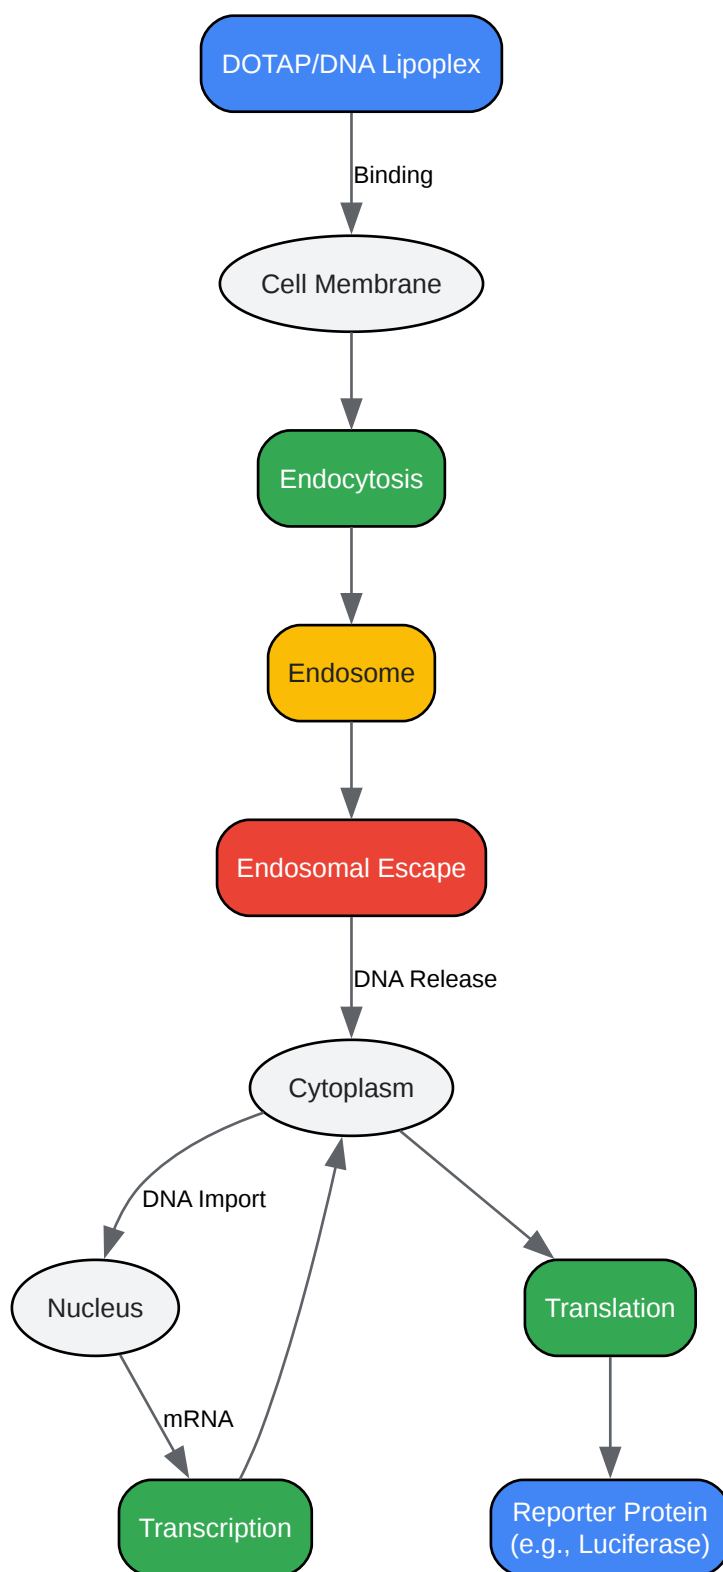 DOTAP/DNA Lipoplex
Binding
Cell Membrane
Endocytosis
Endosome
Endosomal Escape
DNA Release
Cytoplasm
DNA Import
Nucleus
Translation
mRNA
Transcription
Reporter Protein
(e.g., Luciferase)